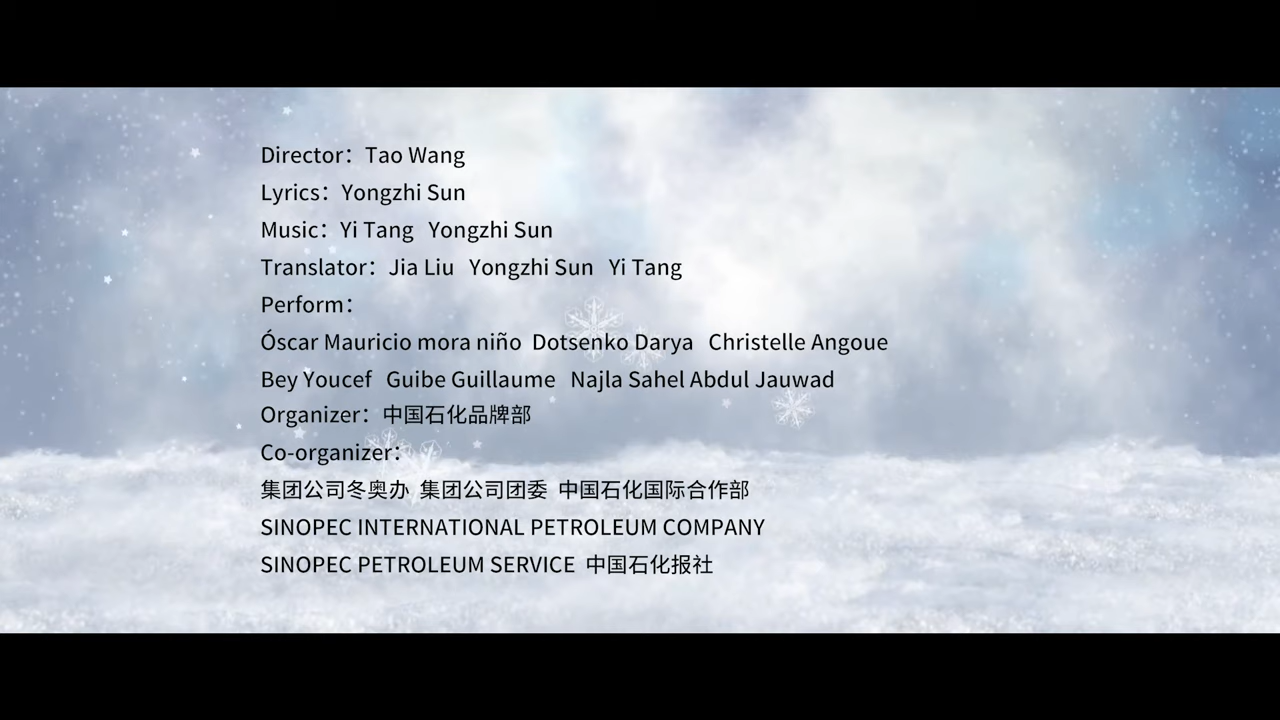 Director：Tao Wang
Lyrics：Yongzhi Sun
Music：Yi Tang Yongzhi Sun
Translator：Jia Liu Yongzhi Sun Yi Tang
Perform：
Óscar Mauricio mora niño Dotsenko Darya Christelle Angoue
Bey Youcef Guibe Guillaume Najla Sahel Abdul Jauwad
Organizer：中国石化品牌部
Co-organizer：
集团公司冬奥办 集团公司团委 中国石化国际合作部
SINOPEC INTERNATIONAL PETROLEUM COMPANY
SINOPEC PETROLEUM SERVICE 中国石化报社